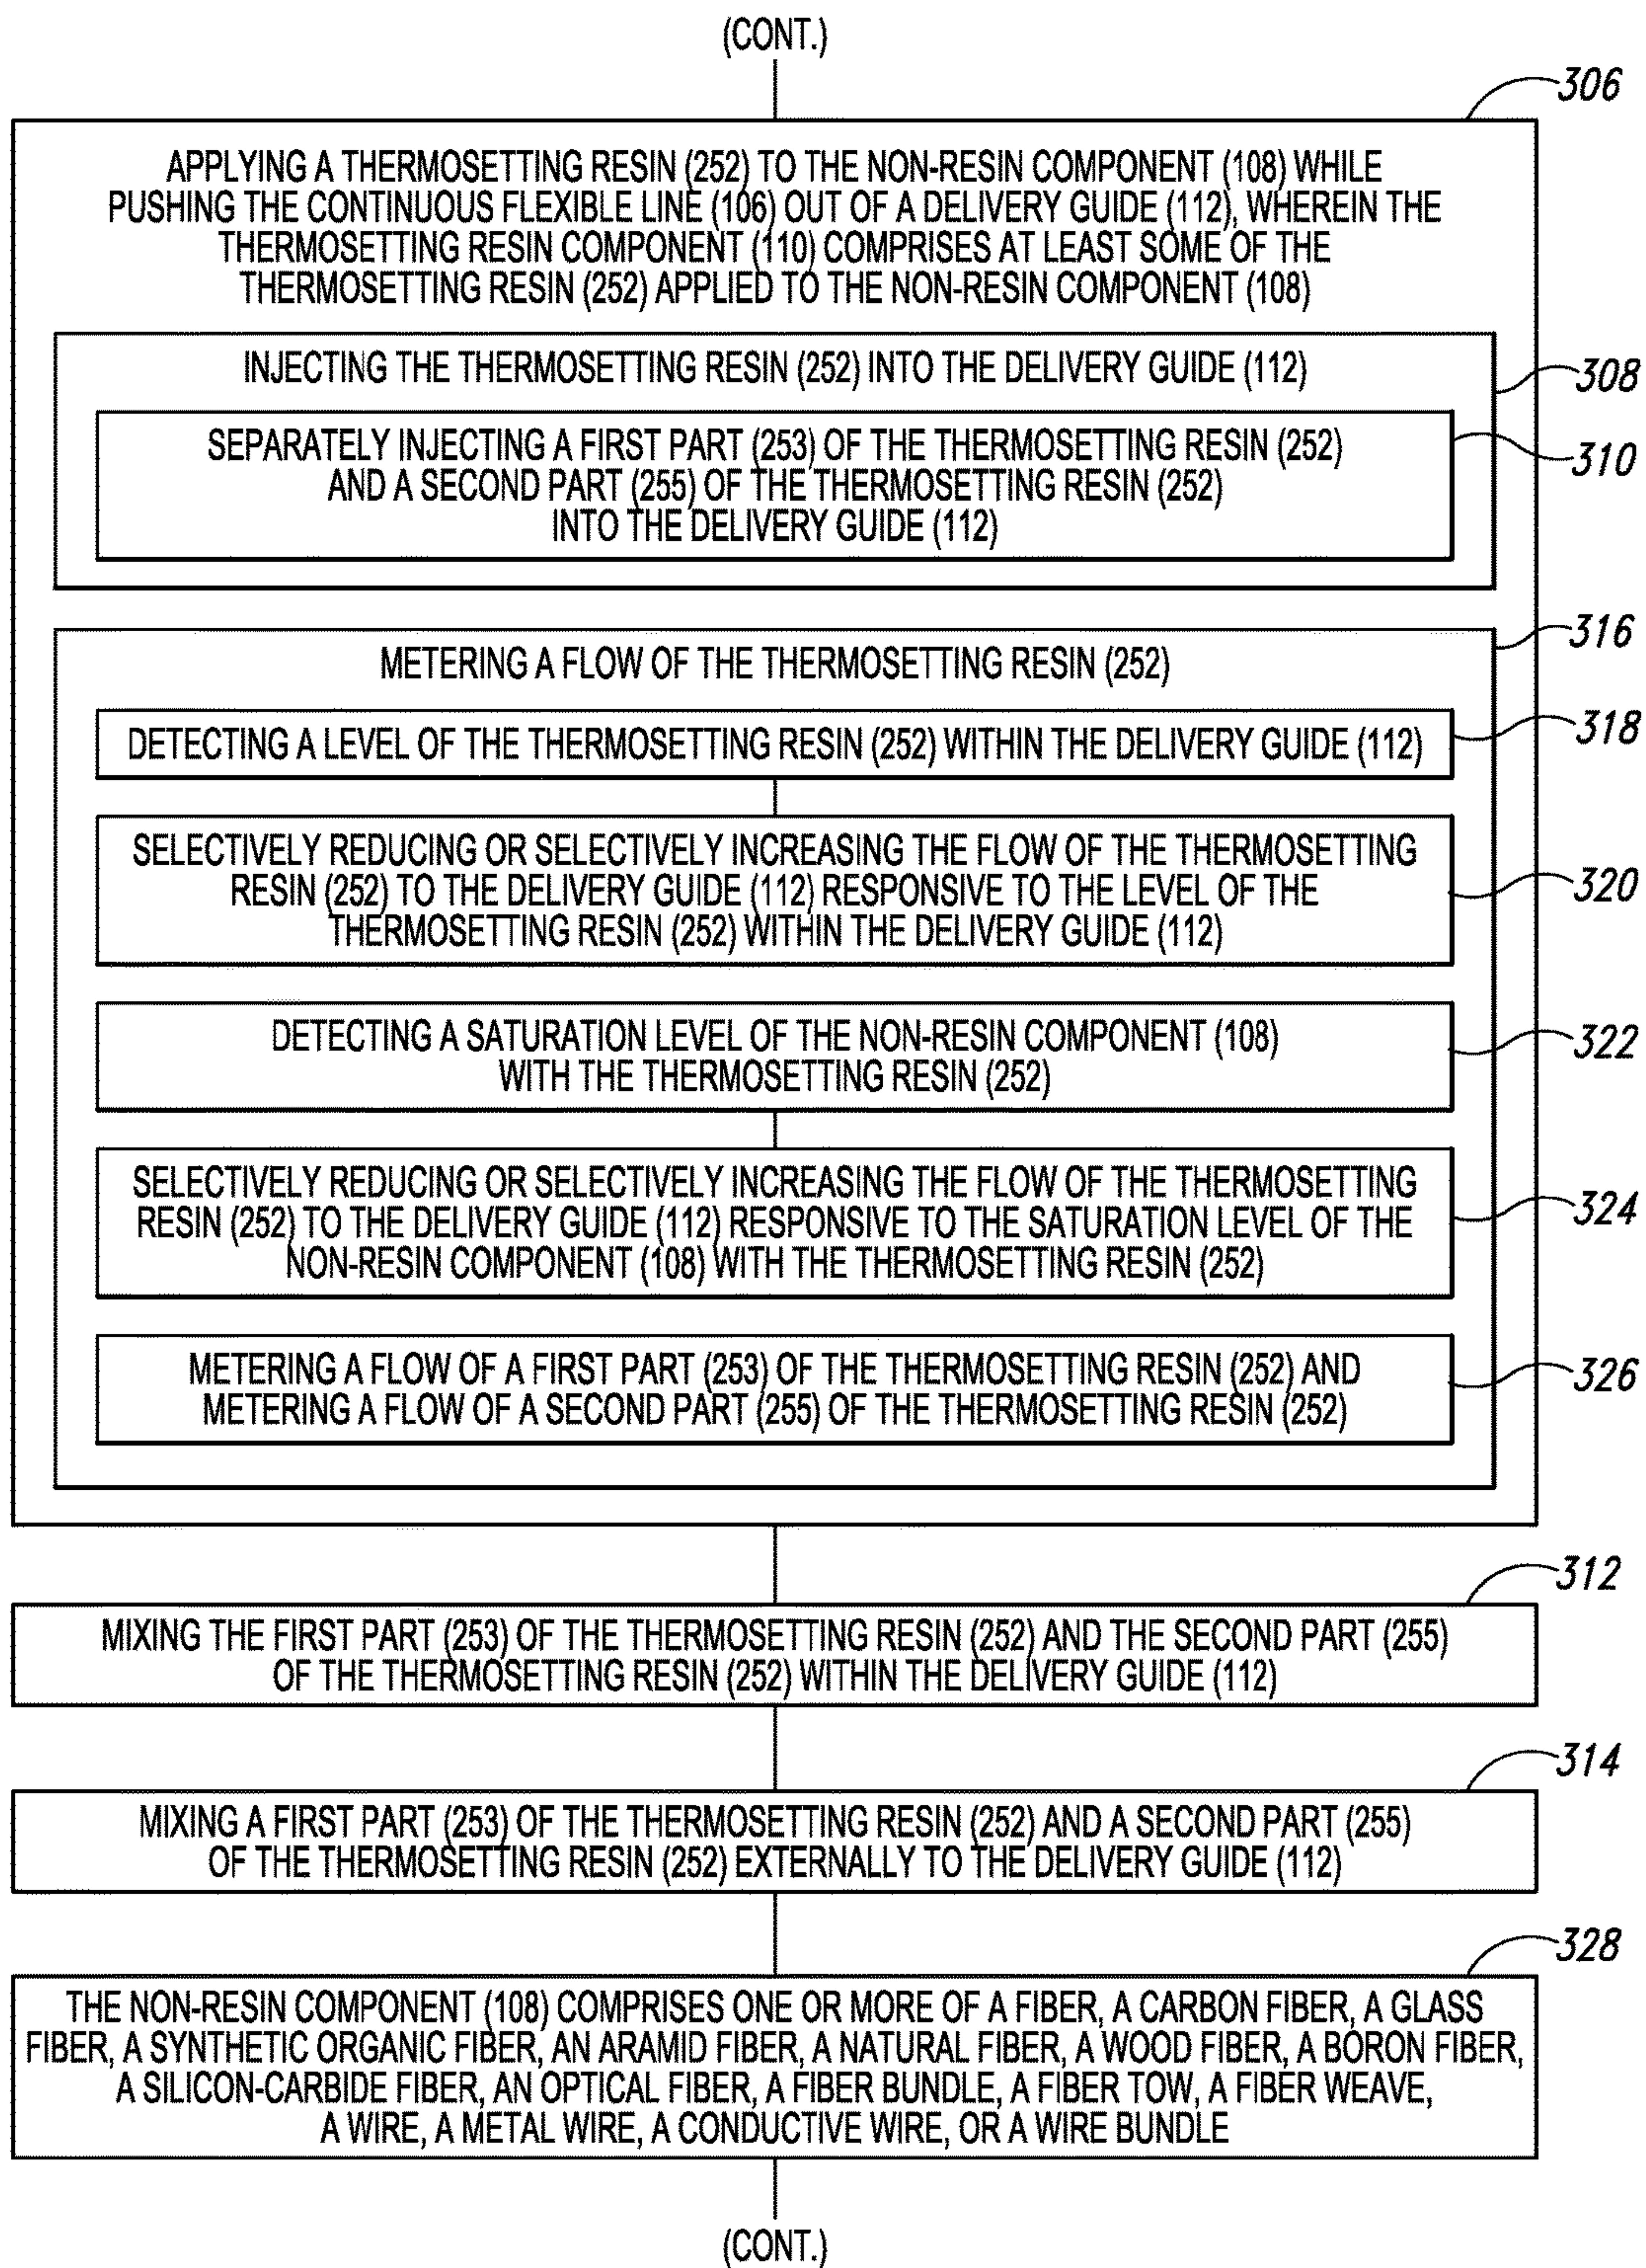 (CONT.)
306
APPLYING A THERMOSETTING RESIN (252) TO THE NON-RESIN COMPONENT (108) WHILE
PUSHING THE CONTINUOUS FLEXIBLE LINE (106) OUT OF A DELIVERY GUIDE (112), WHEREIN THE
THERMOSETTING RESIN COMPONENT (110) COMPRISES AT LEAST SOME OF THE
THERMOSETTING RESIN (252) APPLIED TO THE NON-RESIN COMPONENT (108)
INJECTING THE THERMOSETTING RESIN (252) INTO THE DELIVERY GUIDE (112)
308
SEPARATELY INJECTING A FIRST PART (253) OF THE THERMOSETTING RESIN (252)
AND A SECOND PART (255) OF THE THERMOSETTING RESIN (252)
INTO THE DELIVERY GUIDE (112)
310
316
METERING A FLOW OF THE THERMOSETTING RESIN (252)
318
DETECTING A LEVEL OF THE THERMOSETTING RESIN (252) WITHIN THE DELIVERY GUIDE (112)
SELECTIVELY REDUCING OR SELECTIVELY INCREASING THE FLOW OF THE THERMOSETTING
RESIN (252) TO THE DELIVERY GUIDE (112) RESPONSIVE TO THE LEVEL OF THE
THERMOSETTING RESIN (252) WITHIN THE DELIVERY GUIDE (112)
320
DETECTING A SATURATION LEVEL OF THE NON-RESIN COMPONENT (108)
WITH THE THERMOSETTING RESIN (252)
322
SELECTIVELY REDUCING OR SELECTIVELY INCREASING THE FLOW OF THE THERMOSETTING
RESIN (252) TO THE DELIVERY GUIDE (112) RESPONSIVE TO THE SATURATION LEVEL OF THE
NON-RESIN COMPONENT (108) WITH THE THERMOSETTING RESIN (252)
324
METERING A FLOW OF A FIRST PART (253) OF THE THERMOSETTING RESIN (252) AND
METERING A FLOW OF A SECOND PART (255) OF THE THERMOSETTING RESIN (252)
326
312
MIXING THE FIRST PART (253) OF THE THERMOSETTING RESIN (252) AND THE SECOND PART (255)
OF THE THERMOSETTING RESIN (252) WITHIN THE DELIVERY GUIDE (112)
314
MIXING A FIRST PART (253) OF THE THERMOSETTING RESIN (252) AND A SECOND PART (255)
OF THE THERMOSETTING RESIN (252) EXTERNALLY TO THE DELIVERY GUIDE (112)
328
THE NON-RESIN COMPONENT (108) COMPRISES ONE OR MORE OF A FIBER, A CARBON FIBER, A GLASS
FIBER, A SYNTHETIC ORGANIC FIBER, AN ARAMID FIBER, A NATURAL FIBER, A WOOD FIBER, A BORON FIBER,
A SILICON-CARBIDE FIBER, AN OPTICAL FIBER, A FIBER BUNDLE, A FIBER TOW, A FIBER WEAVE,
A WIRE, A METAL WIRE, A CONDUCTIVE WIRE, OR A WIRE BUNDLE
(CONT.)